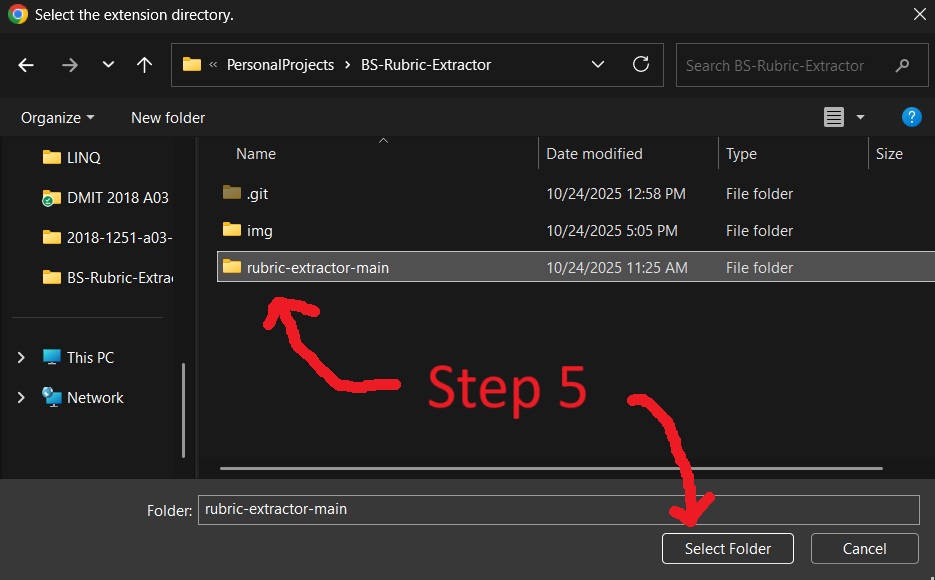 Select the extension directory.
« PersonalProjects › BS-Rubric-Extractor
Search BS-Rubric-Extractor
Organize New folder
?
LINQ
DMIT 2018 A03
2018-1251-a03-
BS-Rubric-Extrac
This PC
Network
Name Date modified Type Size
.git 10/24/2025 12:58 PM File folder
img 10/24/2025 5:05 PM File folder
rubric-extractor-main 10/24/2025 11:25 AM File folder
Step 5
Folder: rubric-extractor-main
Select Folder Cancel